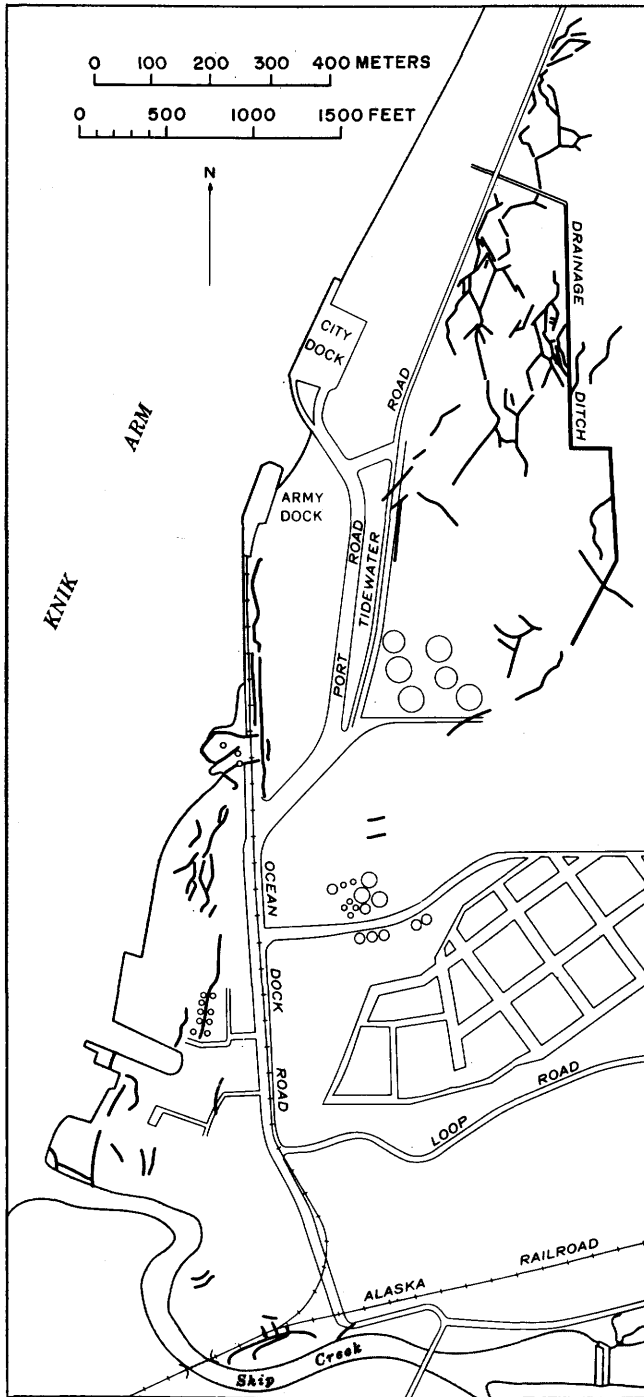 0 100 200 300 400 METERS
0 500 1000 1500 FEET
N
DRAINAGE
DITCH
CITY
DOCK
ROAD
ARM
KNIK
ARMY
DOCK
ROAD
TIDEWATER
PORT
OCEAN
DOCK
ROAD
LOOP
ROAD
RAILROAD
ALASKA
Ship
Creek